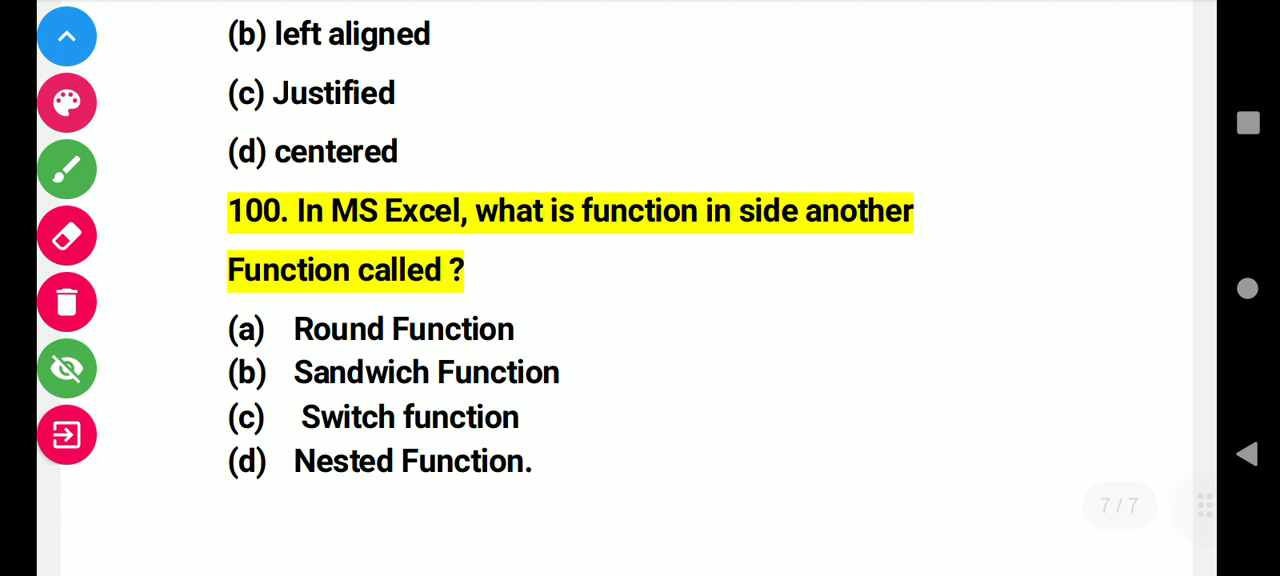 (b) left aligned
(c) Justified
(d) centered
100. In MS Excel, what is function in side another
Function called ?
(a) Round Function
(b) Sandwich Function
(c) Switch function
(d) Nested Function.
7 / 7